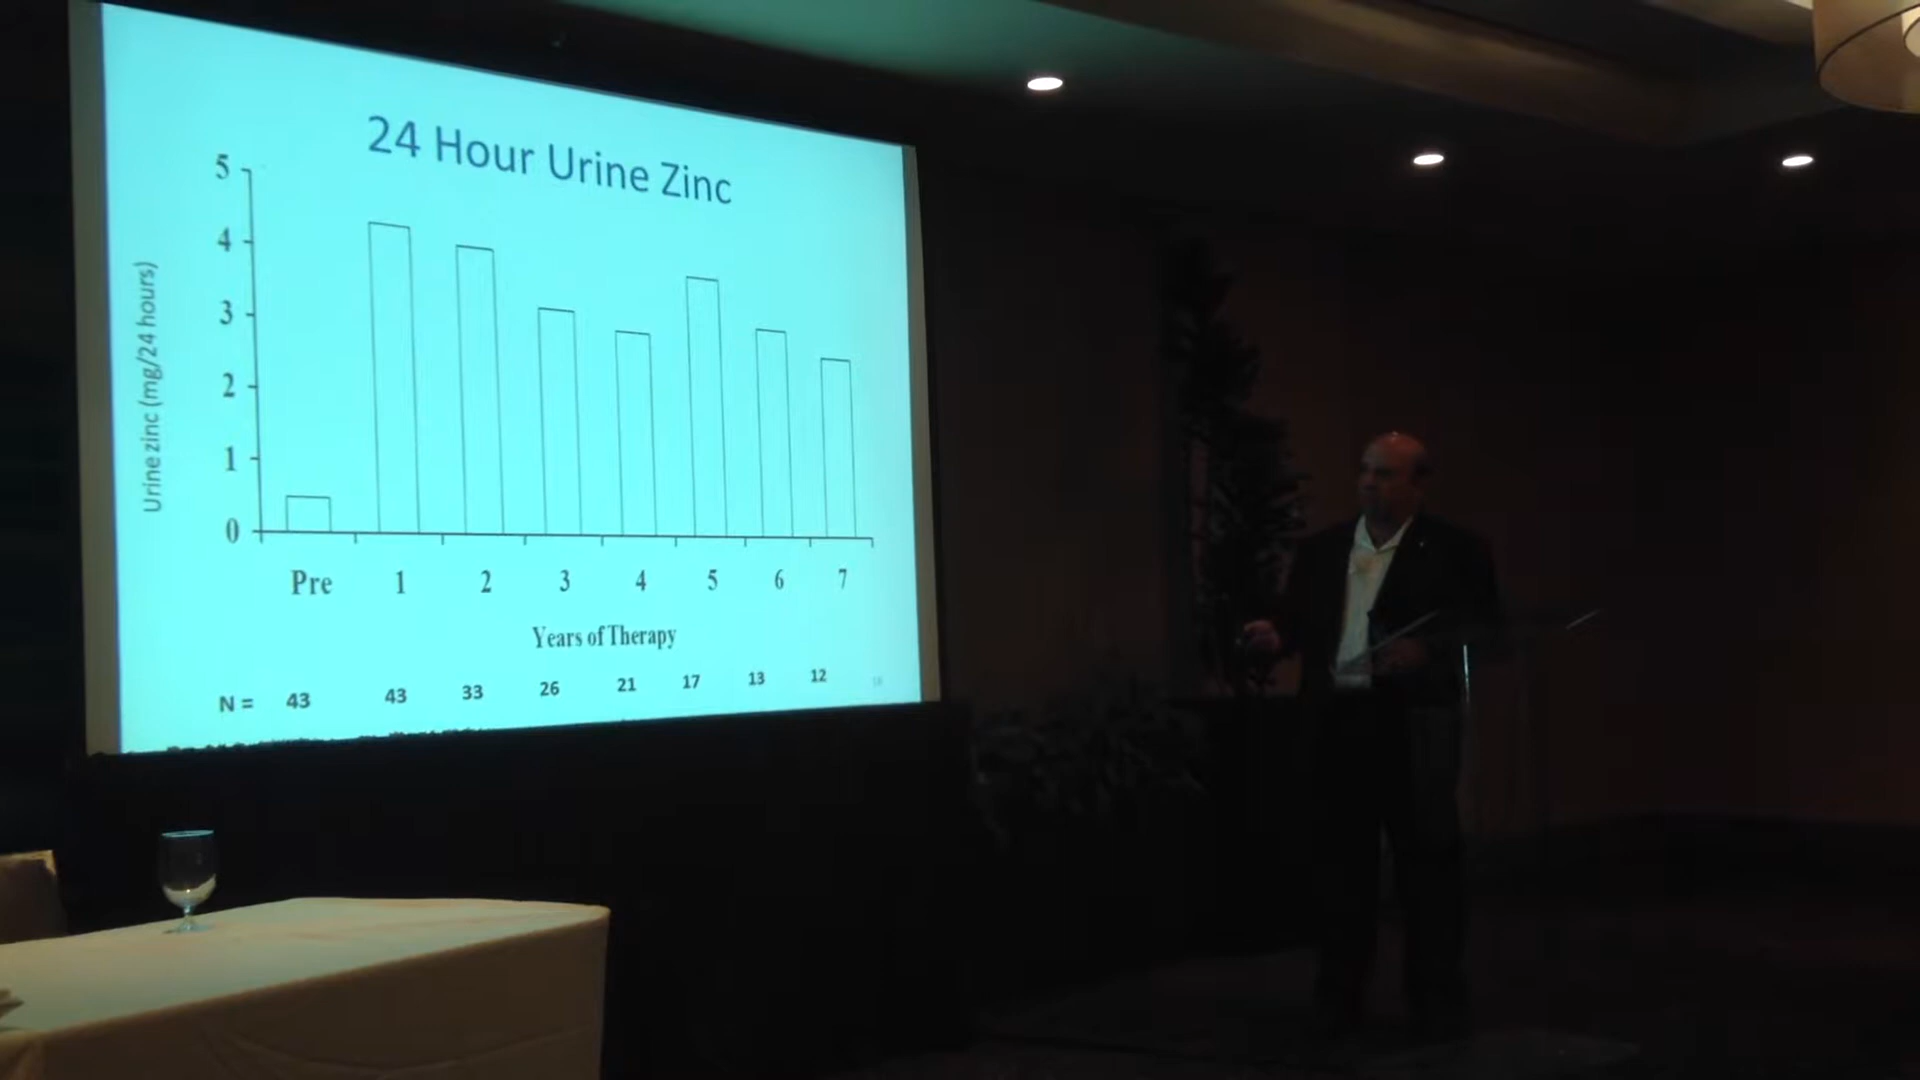 24 Hour Urine Zinc
5
4
3
2
1
0
Urine zinc (mg/24 hours)
Pre 1 2 3 4 5 6 7
Years of Therapy
N = 43 43 33 26 21 17 13 12